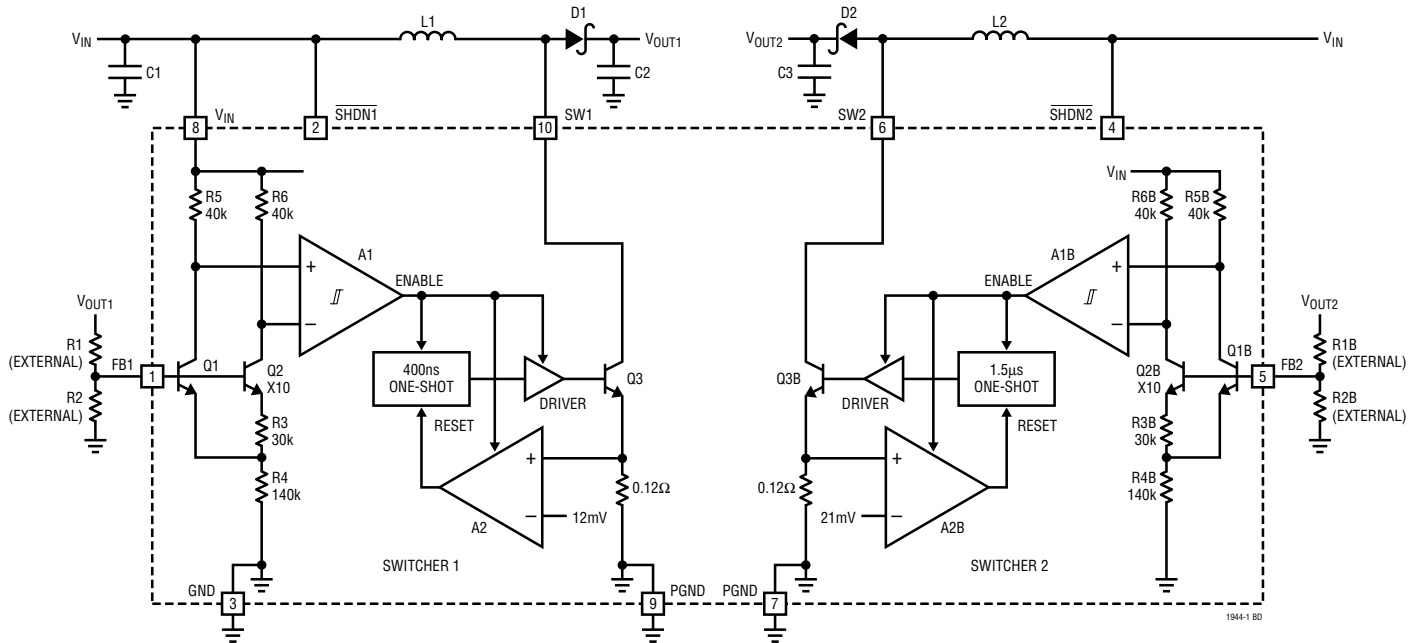 VIN
C1
L1
D1
VOUT1
C2
VOUT2
C3
D2
L2
VIN
8
VIN
2
SHDN1
10
SW1
SW2
6
4
SHDN2
R5
40k
R6
40k
A1
ENABLE
VOUT1
R1
(EXTERNAL)
FB1
1
R2
(EXTERNAL)
Q1
Q2
X10
R3
30k
R4
140k
400ns
ONE-SHOT
DRIVER
Q3
RESET
A2
+
−
+
−
12mV
0.12Ω
SWITCHER 1
GND
3
9
PGND
VIN
R6B
40k
R5B
40k
A1B
ENABLE
+
−
Q3B
DRIVER
1.5µs
ONE-SHOT
RESET
Q2B
X10
Q1B
5
FB2
VOUT2
R1B
(EXTERNAL)
R2B
(EXTERNAL)
R3B
30k
R4B
140k
0.12Ω
+
−
21mV
A2B
SWITCHER 2
PGND
7
1944-1 BD